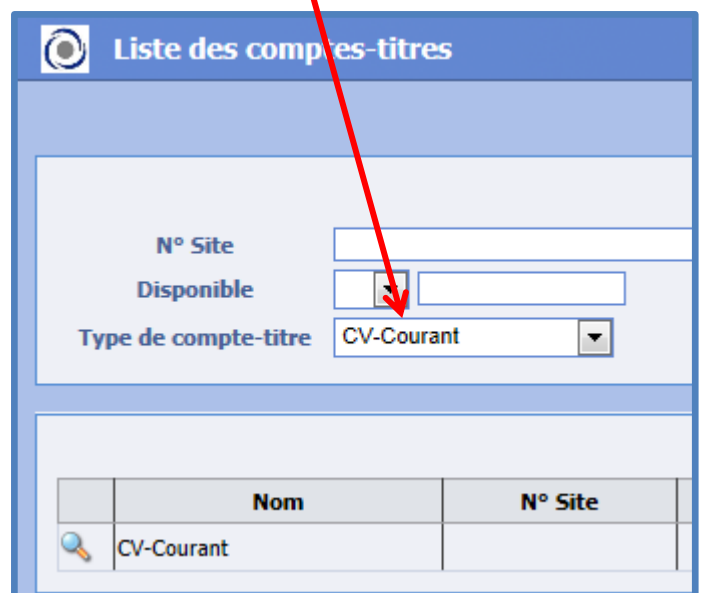 Liste des comptes-titres
N° Site
Disponible
Type de compte-titre CV-Courant
Nom N° Site
CV-Courant